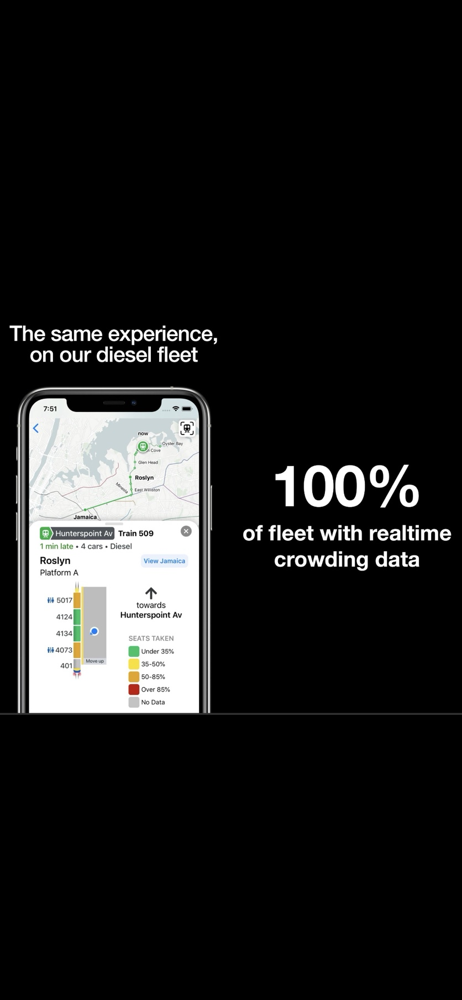 The same experience,
on our diesel fleet
7:51
now
Oyster Bay
Cove
Glen Head
Roslyn
Mineola
East Williston
Jamaica
Hunterspoint Av Train 509
1 min late • 4 cars • Diesel
Roslyn
View Jamaica
Platform A
5017
4124
4134
4073
401
Move up
towards
Hunterspoint Av
SEATS TAKEN
Under 35%
35-50%
50-85%
Over 85%
No Data
100%
of fleet with realtime
crowding data